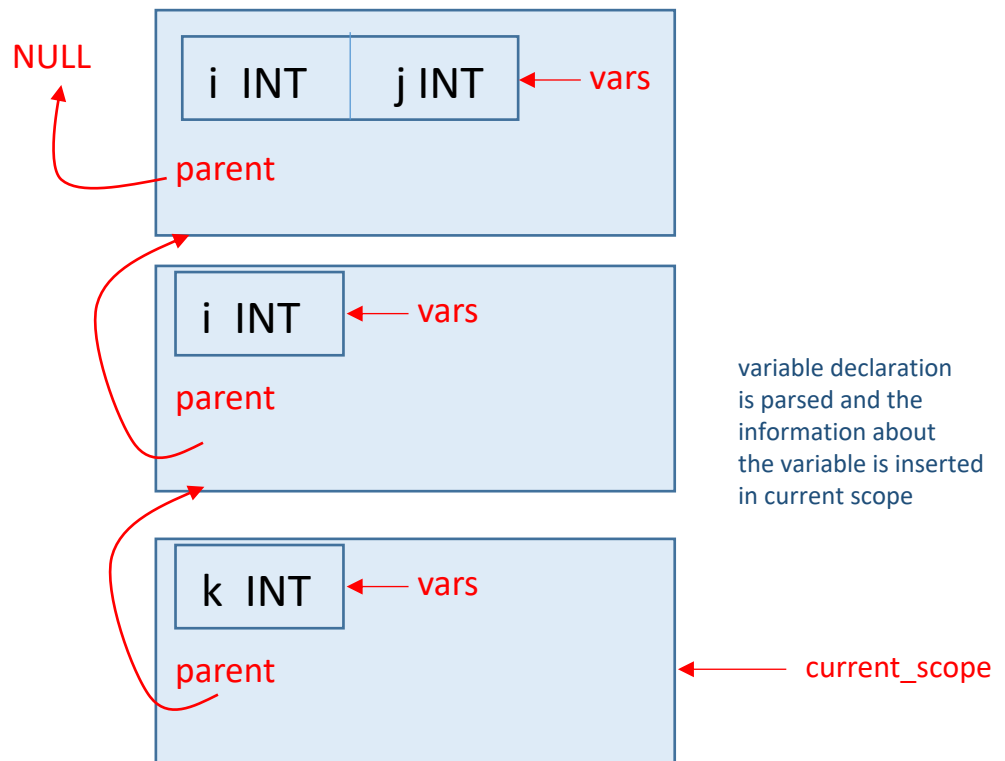 NULL
i INT
j INT
vars
parent
i INT
vars
parent
variable declaration
is parsed and the
information about
the variable is inserted
in current scope
k INT
vars
parent
current_scope